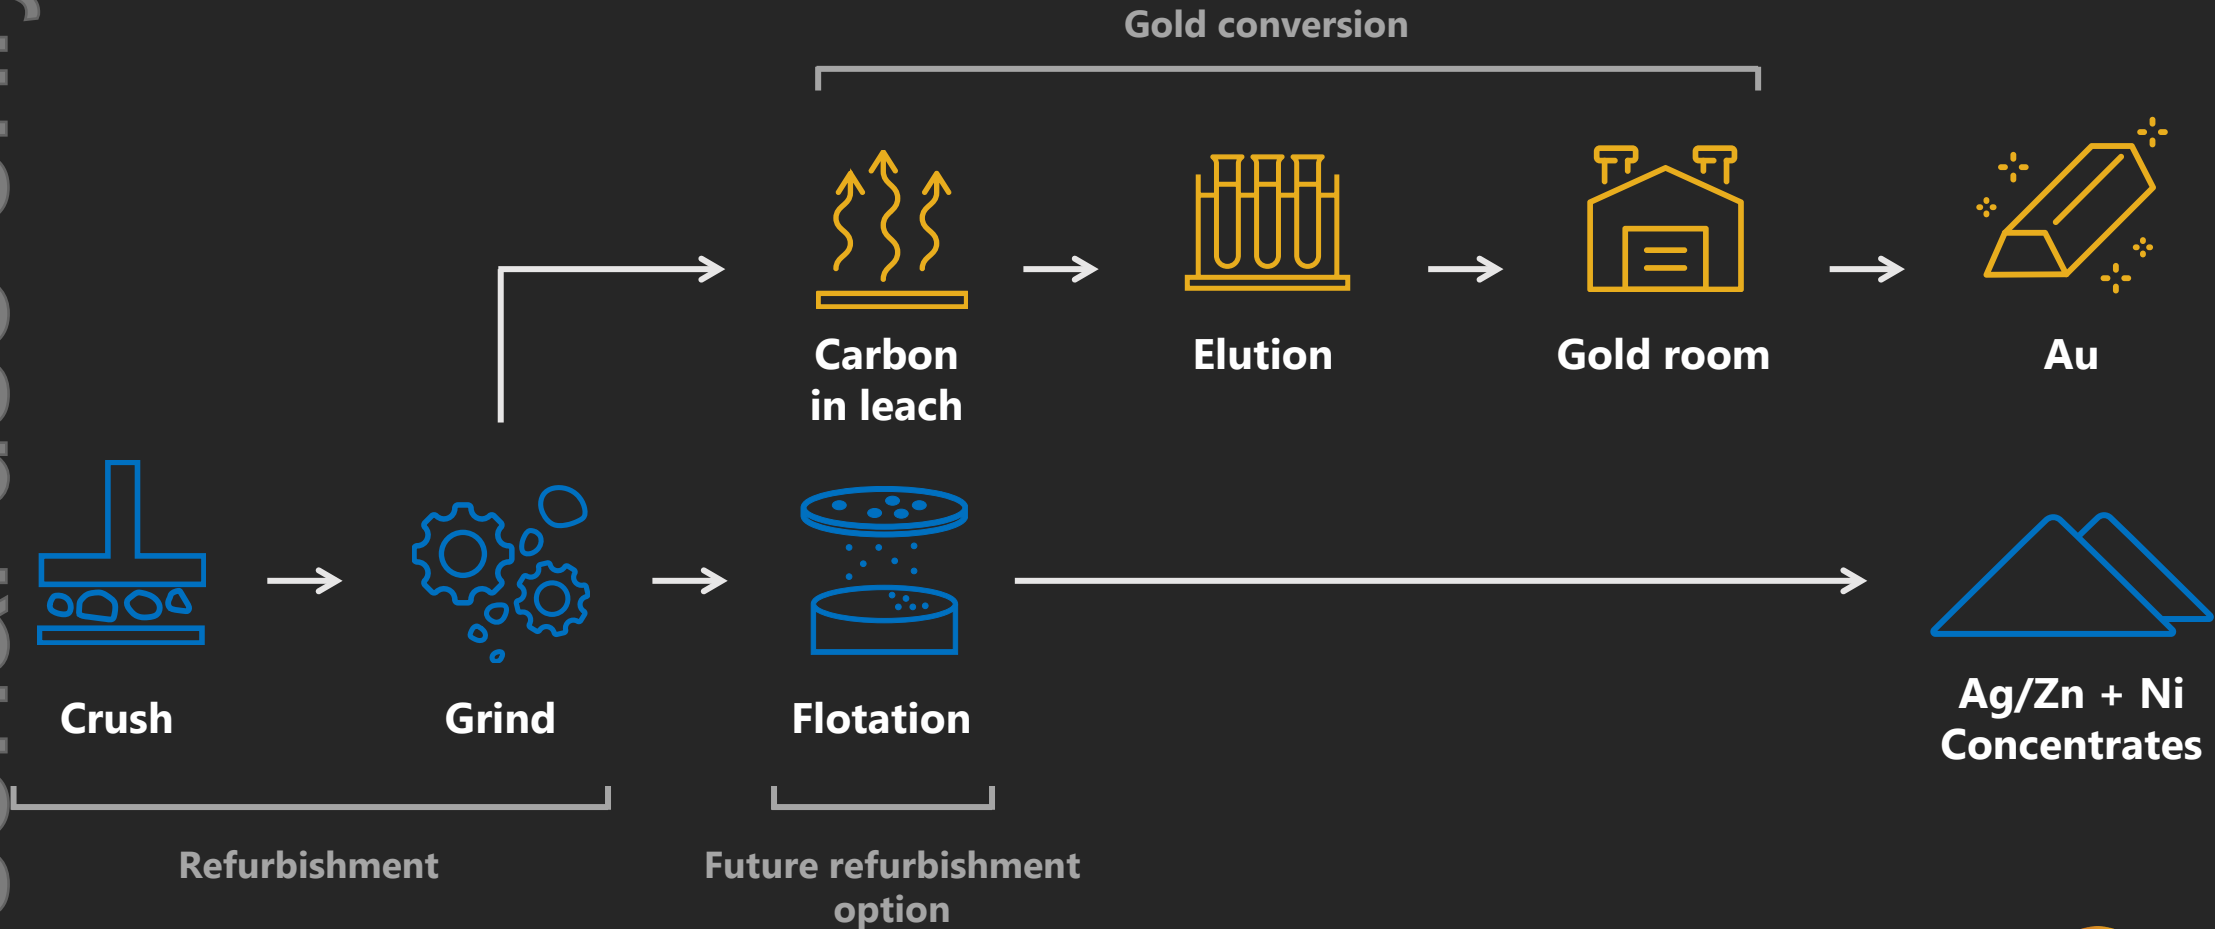 Gold conversion
Carbon
in leach
Elution
Gold room
Au
Crush
Grind
Flotation
Ag/Zn + Ni
Concentrates
Refurbishment
Future refurbishment
option